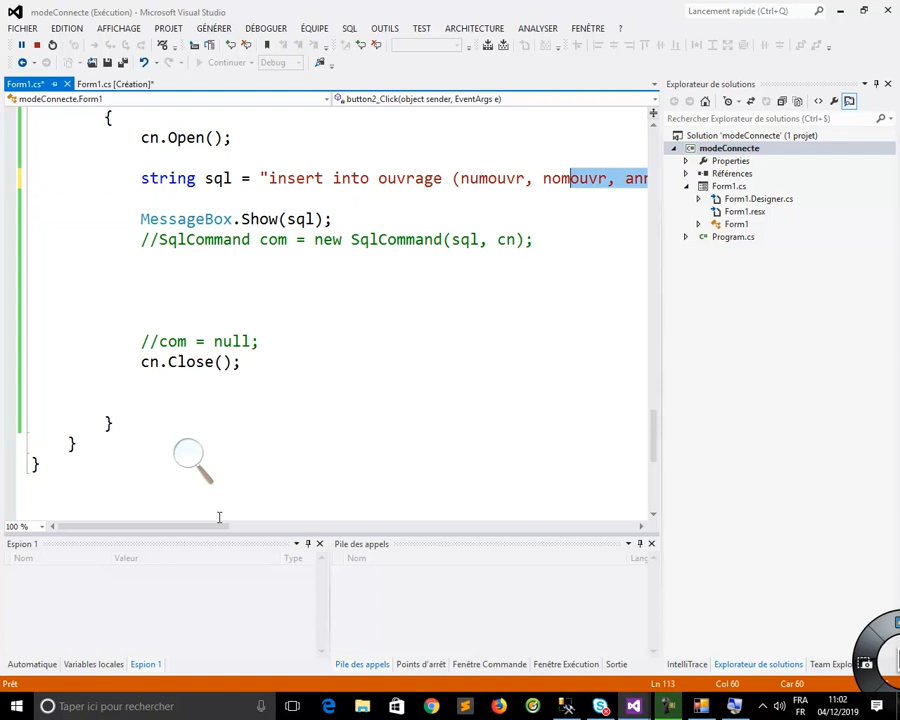 modeConnecte (Exécution) - Microsoft Visual Studio
Lancement rapide (Ctrl+Q)
FICHIER EDITION AFFICHAGE PROJET GÉNÉRER DÉBOGUER ÉQUIPE SQL OUTILS TEST ARCHITECTURE ANALYSER FENÊTRE ?
Continuer Debug
Form1.cs* Form1.cs [Création]* Explorateur de solutions
modeConnecte.Form1 button2_Click(object sender, EventArgs e)
Rechercher Explorateur de solutions (Ctrl+$)
Solution 'modeConnecte' (1 projet)
modeConnecte
Properties
Références
Form1.cs
Form1.Designer.cs
Form1.resx
Form1
Program.cs
{
cn.Open();
string sql = "insert into ouvrage (numouvr, nomouvr, ann
MessageBox.Show(sql);
//SqlCommand com = new SqlCommand(sql, cn);
//com = null;
cn.Close();
}
}
}
100 %
Espion 1 Pile des appels
Nom Valeur Type Nom Lang
Automatique Variables locales Espion 1 Pile des appels Points d'arrêt Fenêtre Commande Fenêtre Exécution Sortie IntelliTrace Explorateur de solutions Team Explo
Prêt Ln 113 Col 60 Car 60
Taper ici pour rechercher
FRA
FR
11:02
04/12/2019